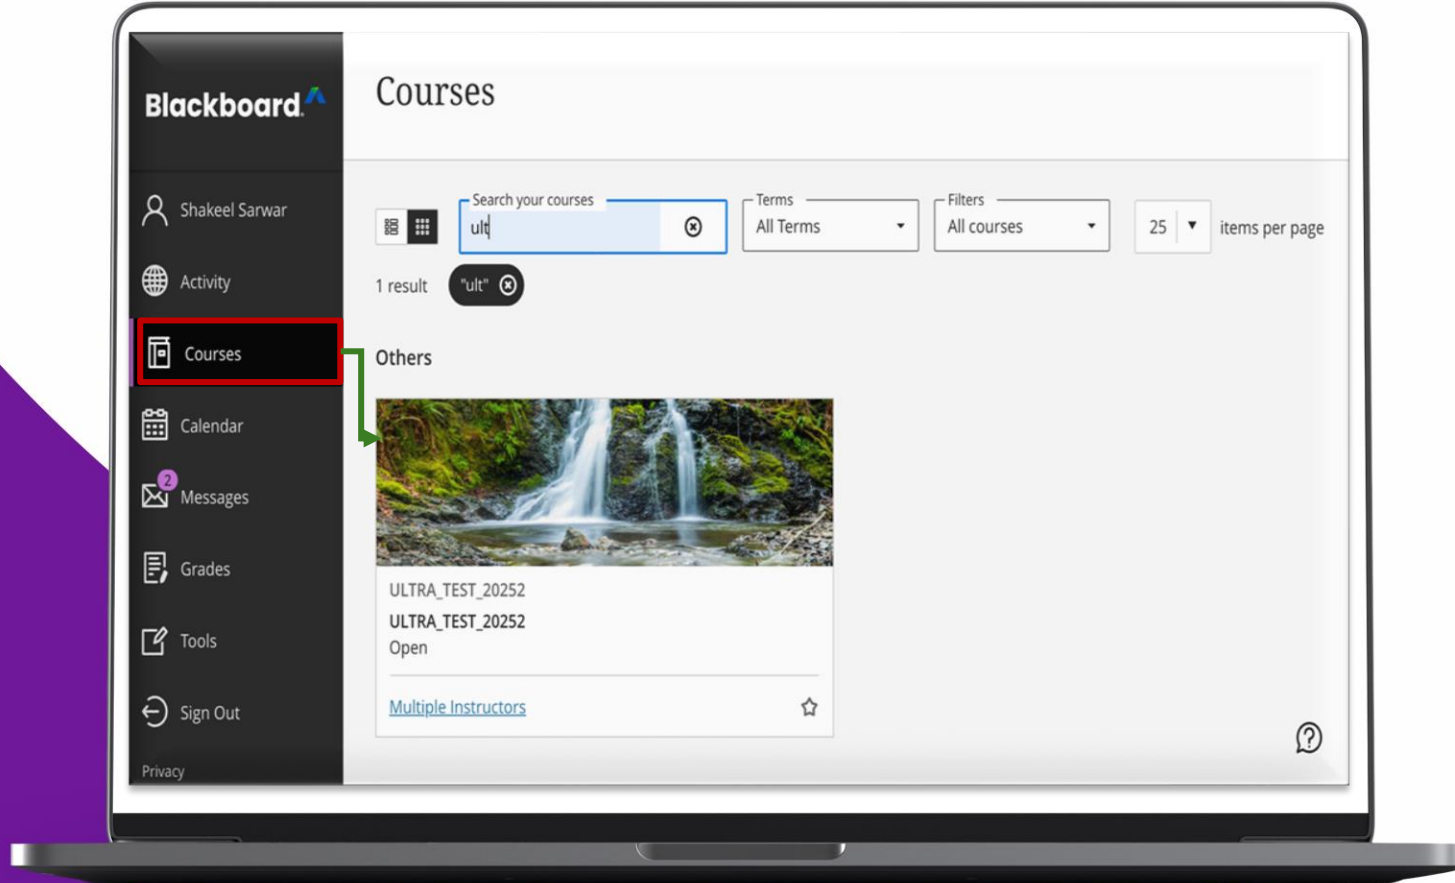 Blackboard
Shakeel Sarwar
Activity
Courses
Calendar
2
Messages
Grades
Tools
Sign Out
Privacy
Courses
Search your courses
ult
Terms
All Terms
Filters
All courses
25
items per page
1 result
"ult"
Others
ULTRA_TEST_20252
ULTRA_TEST_20252
Open
Multiple Instructors
?